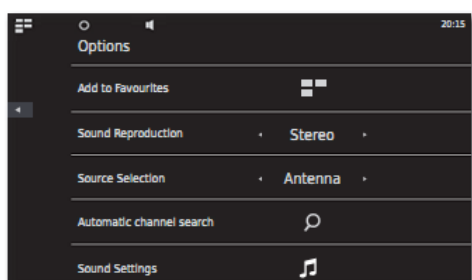 20:15
Options
Add to Favourites
Sound Reproduction Stereo
Source Selection Antenna
Automatic channel search
Sound Settings